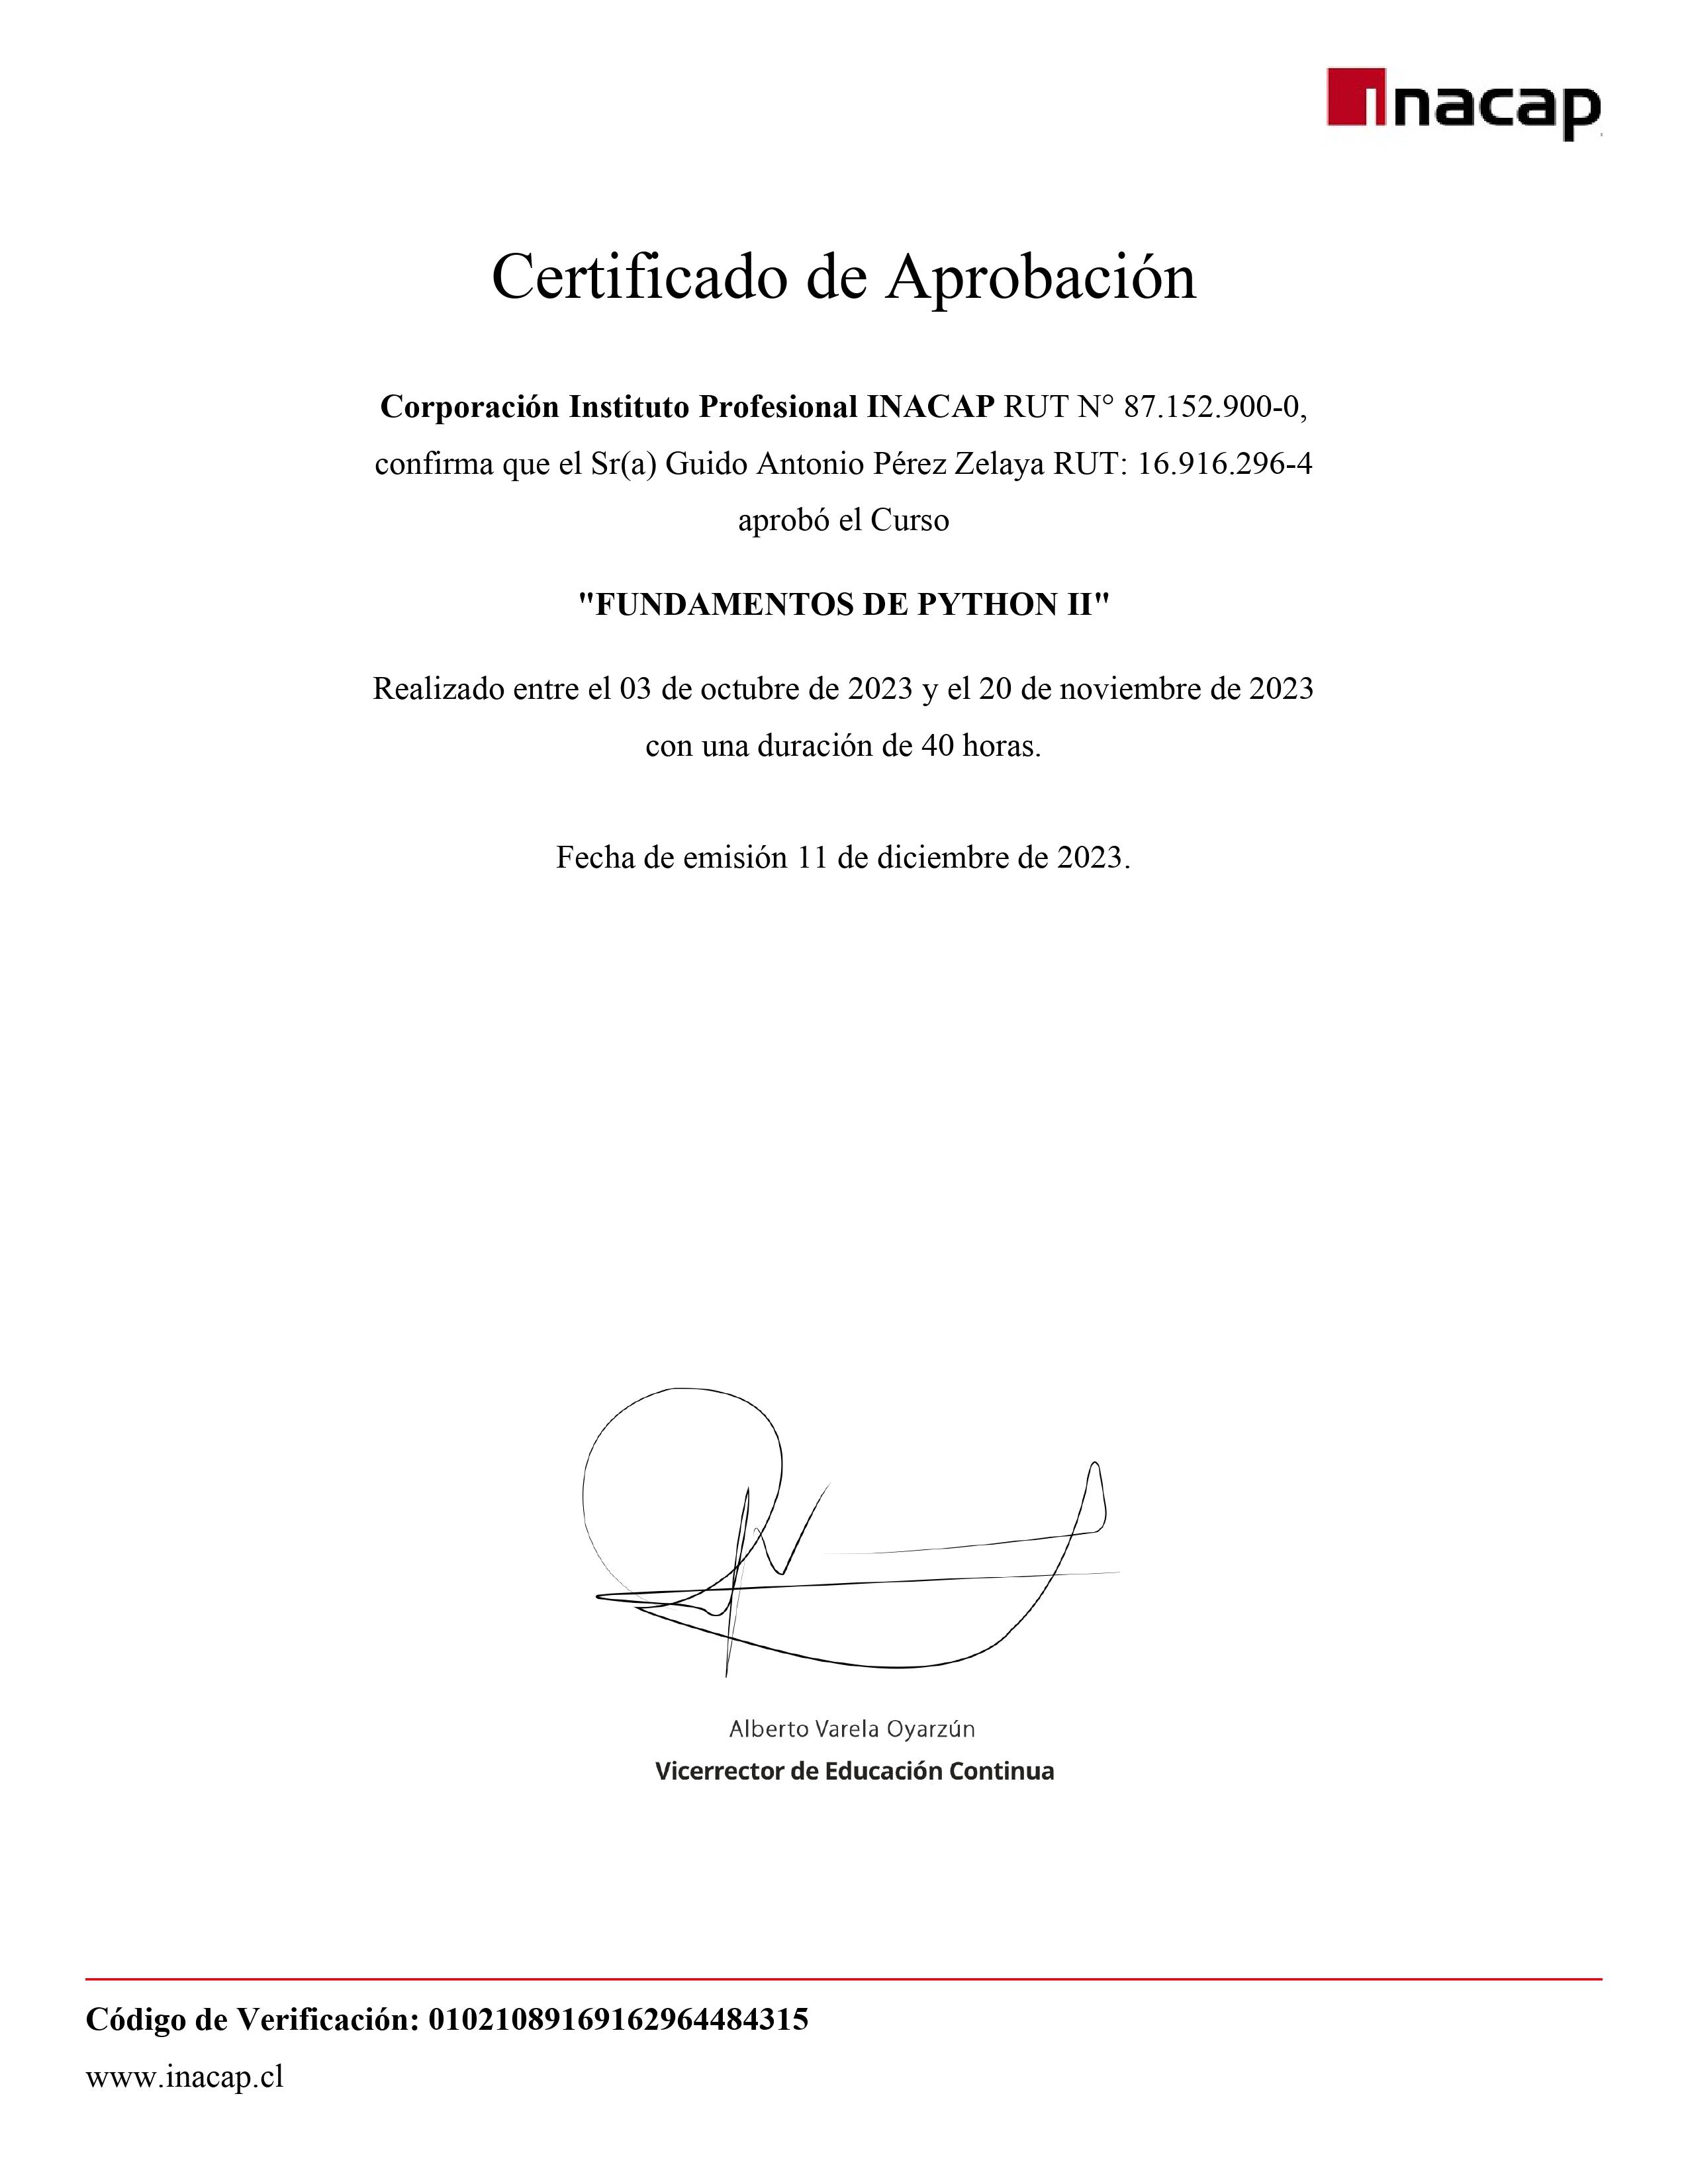 inacap
Certificado de Aprobación
Corporación Instituto Profesional INACAP RUT N° 87.152.900-0,
confirma que el Sr(a) Guido Antonio Pérez Zelaya RUT: 16.916.296-4
aprobó el Curso
"FUNDAMENTOS DE PYTHON II"
Realizado entre el 03 de octubre de 2023 y el 20 de noviembre de 2023
con una duración de 40 horas.
Fecha de emisión 11 de diciembre de 2023.
Alberto Varela Oyarzún
Vicerrector de Educación Continua
Código de Verificación: 0102108916916296448​4315
www.inacap.cl